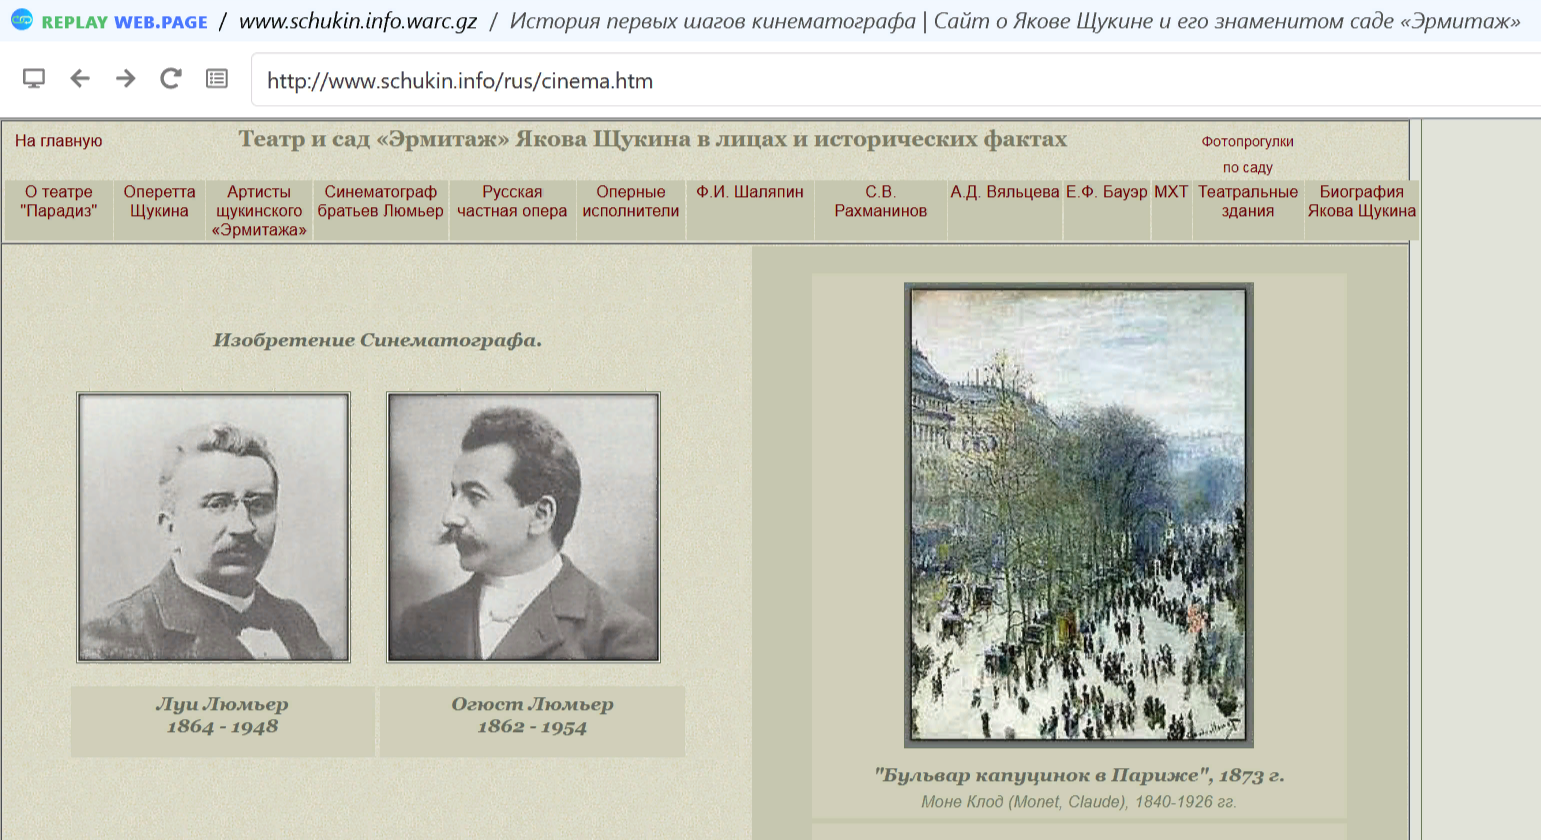 REPLAY WEB.PAGE / www.schukin.info.warc.gz / История первых шагов кинематографа | Сайт о Якове Щукине и его знаменитом саде «Эрмитаж»
http://www.schukin.info/rus/cinema.htm
На главную
Театр и сад «Эрмитаж» Якова Щукина в лицах и исторических фактах
Фотопрогулки
по саду
О театре
"Парадиз"
Оперетта
Щукина
Артисты
щукинского
«Эрмитажа»
Синематограф
братьев Люмьер
Русская
частная опера
Оперные
исполнители
Ф.И. Шаляпин
С.В.
Рахманинов
А.Д. Вяльцева
Е.Ф. Бауэр
МХТ
Театральные
здания
Биография
Якова Щукина
Изобретение Синематографа.
Луи Люмьер
1864 - 1948
Огюст Люмьер
1862 - 1954
"Бульвар капуцинок в Париже", 1873 г.
Моне Клод (Monet, Claude), 1840-1926 гг.